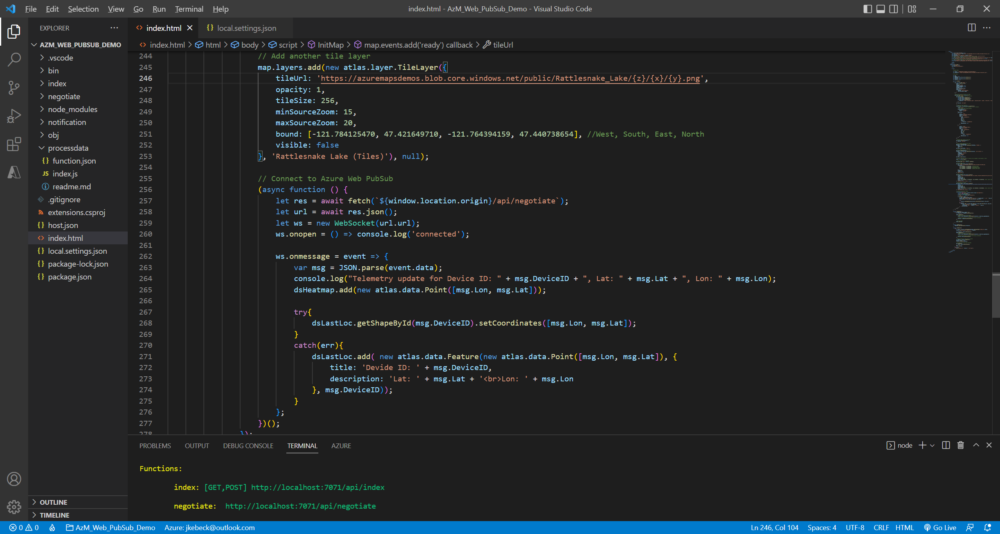 File Edit Selection View Go Run Terminal Help
index.html - AzM_Web_PubSub_Demo - Visual Studio Code
EXPLORER
AZM_WEB_PUBSUB_DEMO
.vscode
bin
index
negotiate
node_modules
notification
obj
processdata
{} function.json
JS index.js
readme.md
.gitignore
extensions.csproj
{} host.json
<> index.html
{} local.settings.json
{} package-lock.json
{} package.json
OUTLINE
TIMELINE
<> index.html
{} local.settings.json
<> index.html > html > body > script > InitMap > map.events.add('ready') callback > tileUrl
244 // Add another tile layer
245 map.layers.add(new atlas.layer.TileLayer({
246 tileUrl: 'https://azuremapsdemos.blob.core.windows.net/public/Rattlesnake_Lake/{z}/{x}/{y}.png',
247 opacity: 1,
248 tileSize: 256,
249 minSourceZoom: 15,
250 maxSourceZoom: 20,
251 bound: [-121.784125470, 47.421649710, -121.764394159, 47.440738654], //West, South, East, North
252 visible: false
253 }, 'Rattlesnake Lake (Tiles)'), null);
254
255 // Connect to Azure Web PubSub
256 (async function () {
257 let res = await fetch(`${window.location.origin}/api/negotiate`);
258 let url = await res.json();
259 let ws = new WebSocket(url.url);
260 ws.onopen = () => console.log('connected');
261
262 ws.onmessage = event => {
263 var msg = JSON.parse(event.data);
264 console.log("Telemetry update for Device ID: " + msg.DeviceID + ", Lat: " + msg.Lat + ", Lon: " + msg.Lon);
265 dsHeatmap.add(new atlas.data.Point([msg.Lon, msg.Lat]));
266
267 try{
268 dsLastLoc.getShapeById(msg.DeviceID).setCoordinates([msg.Lon, msg.Lat]);
269 }
270 catch(err){
271 dsLastLoc.add( new atlas.data.Feature(new atlas.data.Point([msg.Lon, msg.Lat]), {
272 title: 'Devide ID: ' + msg.DeviceID,
273 description: 'Lat: ' + msg.Lat + '<br>Lon: ' + msg.Lon
274 }, msg.DeviceID));
275 }
276 };
277 })();
278 });
PROBLEMS OUTPUT DEBUG CONSOLE TERMINAL AZURE
node
Functions:
index: [GET,POST] http://localhost:7071/api/index
negotiate: http://localhost:7071/api/negotiate
0 0 AzM_Web_PubSub_Demo Azure: jkebeck@outlook.com
Ln 246, Col 104 Spaces: 4 UTF-8 CRLF HTML Go Live